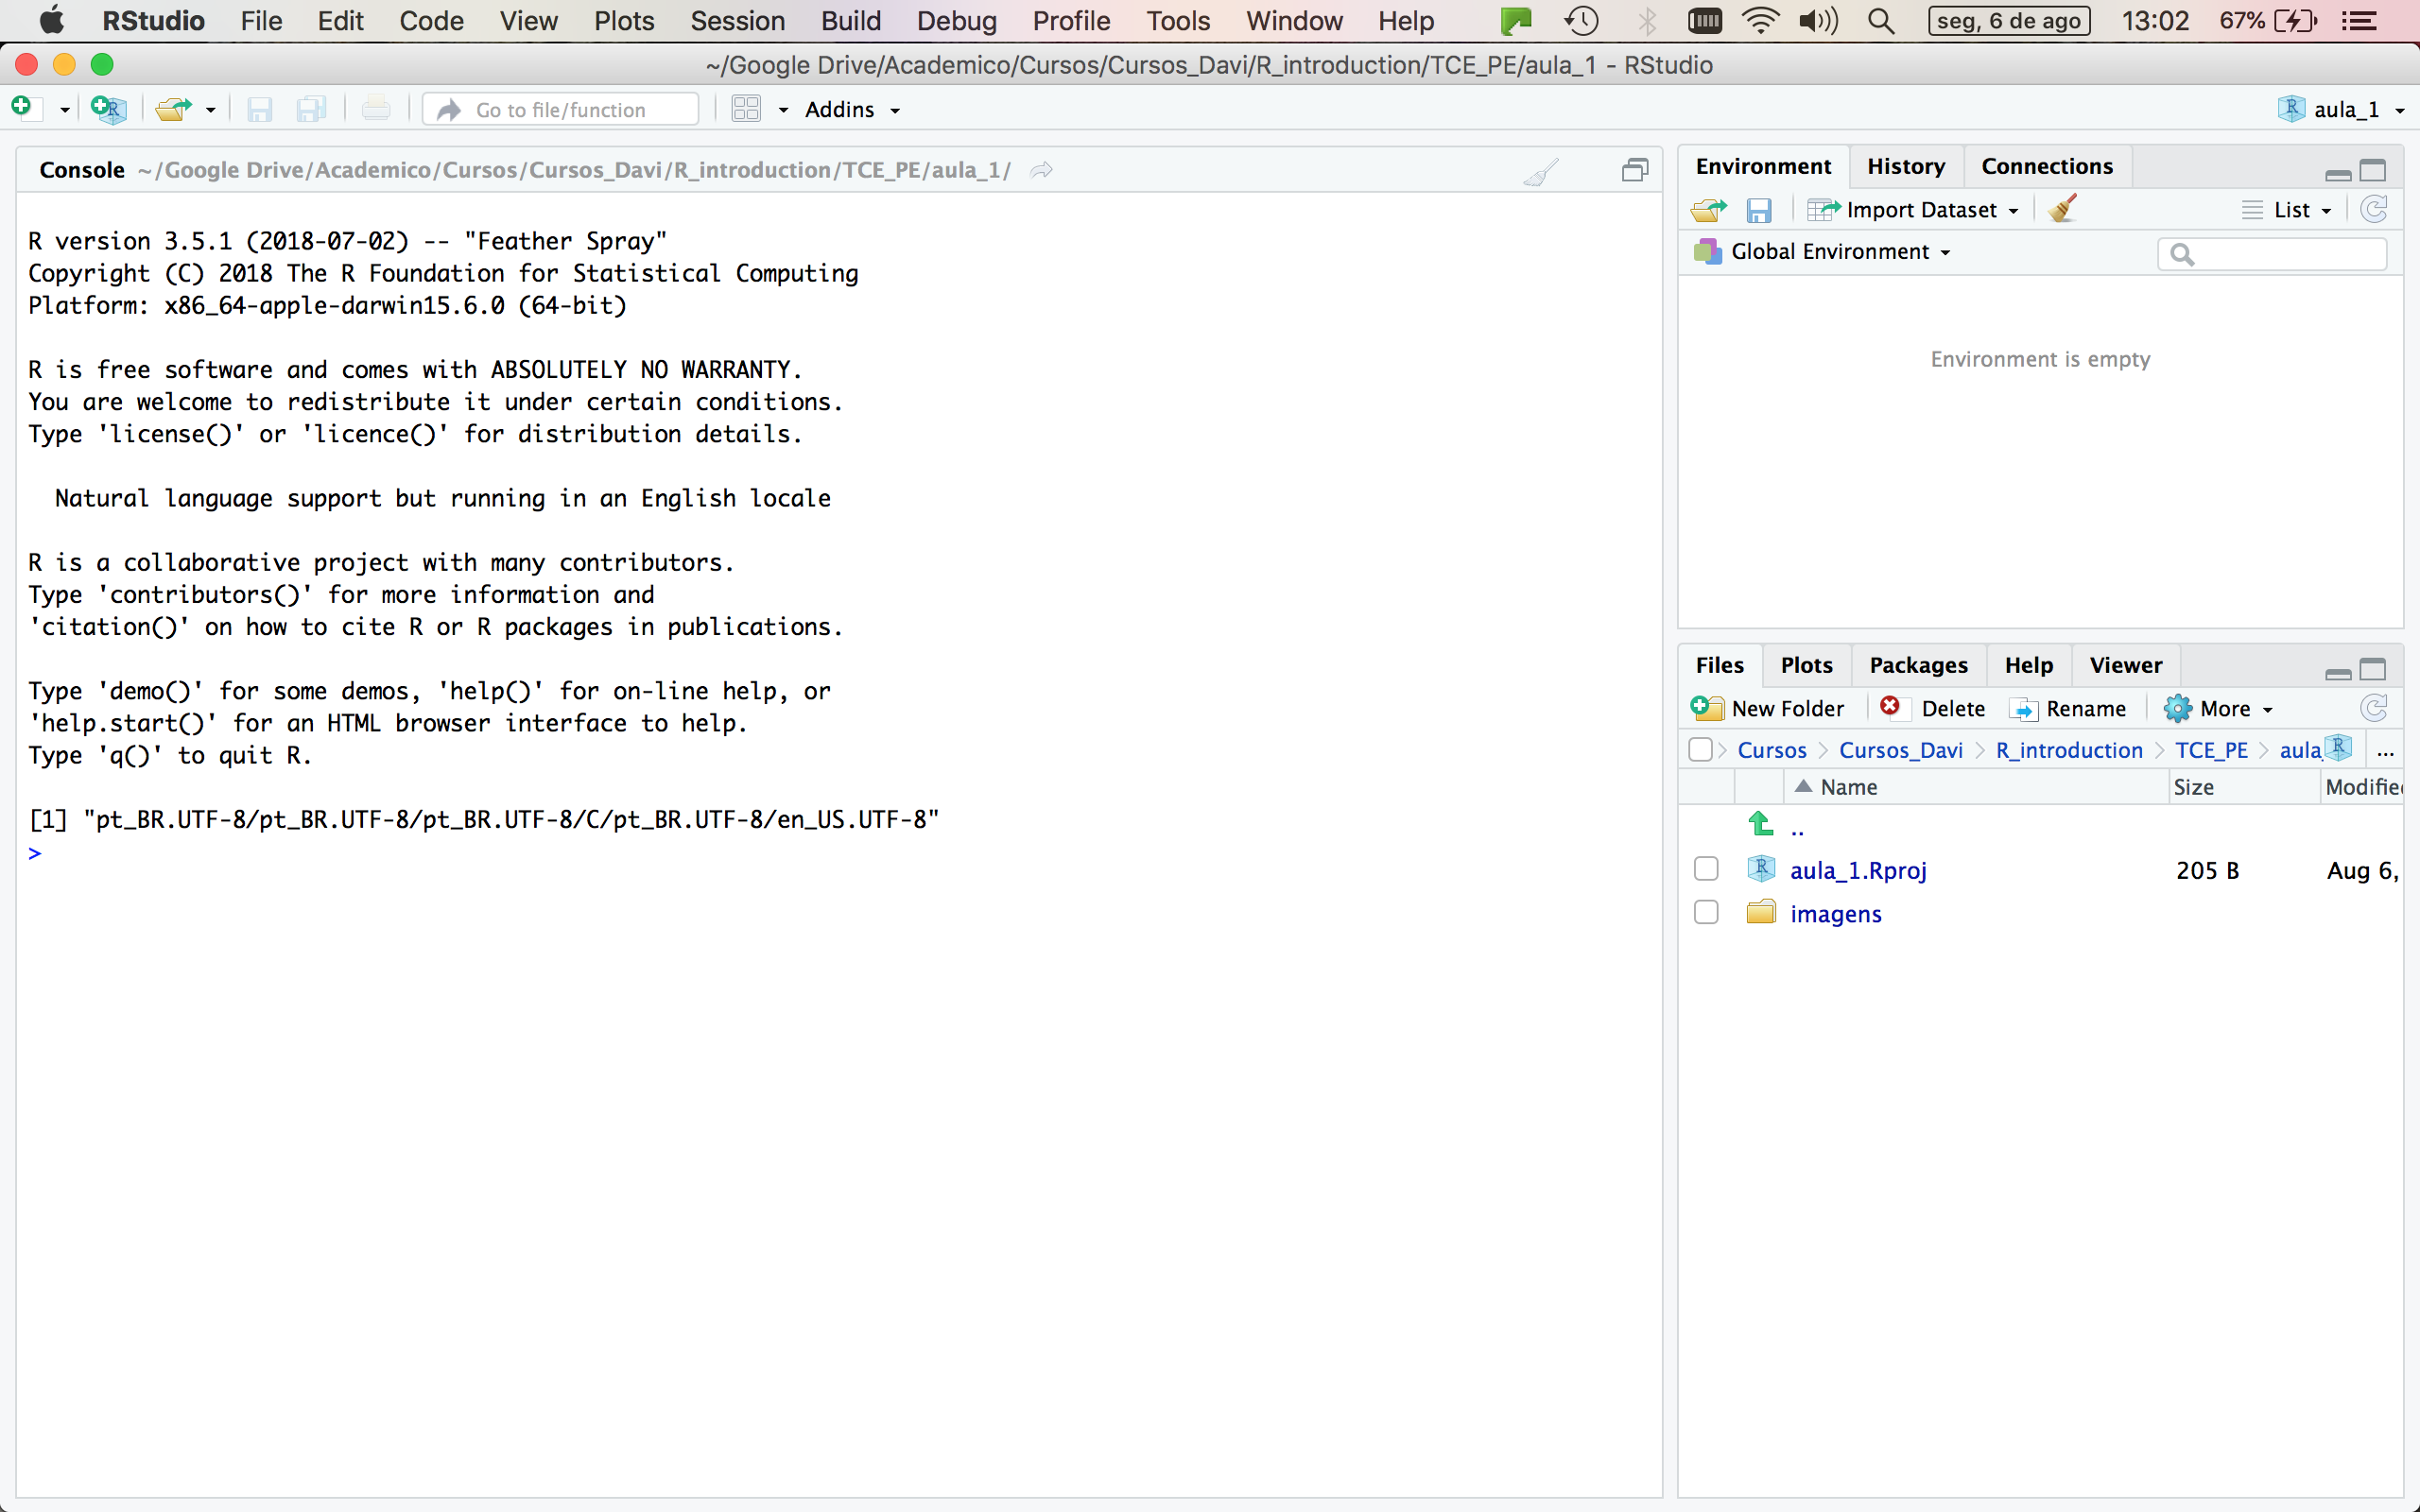 RStudio File Edit Code View Plots Session Build Debug Profile Tools Window Help seg, 6 de ago 13:02 67%
~/Google Drive/Academico/Cursos/Cursos_Davi/R_introduction/TCE_PE/aula_1 - RStudio
Go to file/function Addins aula_1
Console ~/Google Drive/Academico/Cursos/Cursos_Davi/R_introduction/TCE_PE/aula_1/
R version 3.5.1 (2018-07-02) -- "Feather Spray"
Copyright (C) 2018 The R Foundation for Statistical Computing
Platform: x86_64-apple-darwin15.6.0 (64-bit)
R is free software and comes with ABSOLUTELY NO WARRANTY.
You are welcome to redistribute it under certain conditions.
Type 'license()' or 'licence()' for distribution details.
Natural language support but running in an English locale
R is a collaborative project with many contributors.
Type 'contributors()' for more information and
'citation()' on how to cite R or R packages in publications.
Type 'demo()' for some demos, 'help()' for on-line help, or
'help.start()' for an HTML browser interface to help.
Type 'q()' to quit R.
[1] "pt_BR.UTF-8/pt_BR.UTF-8/pt_BR.UTF-8/C/pt_BR.UTF-8/en_US.UTF-8"
>
Environment History Connections
Import Dataset List
Global Environment
Environment is empty
Files Plots Packages Help Viewer
New Folder Delete Rename More
Cursos Cursos_Davi R_introduction TCE_PE aula ...
Name Size Modified
..
aula_1.Rproj 205 B Aug 6,
imagens